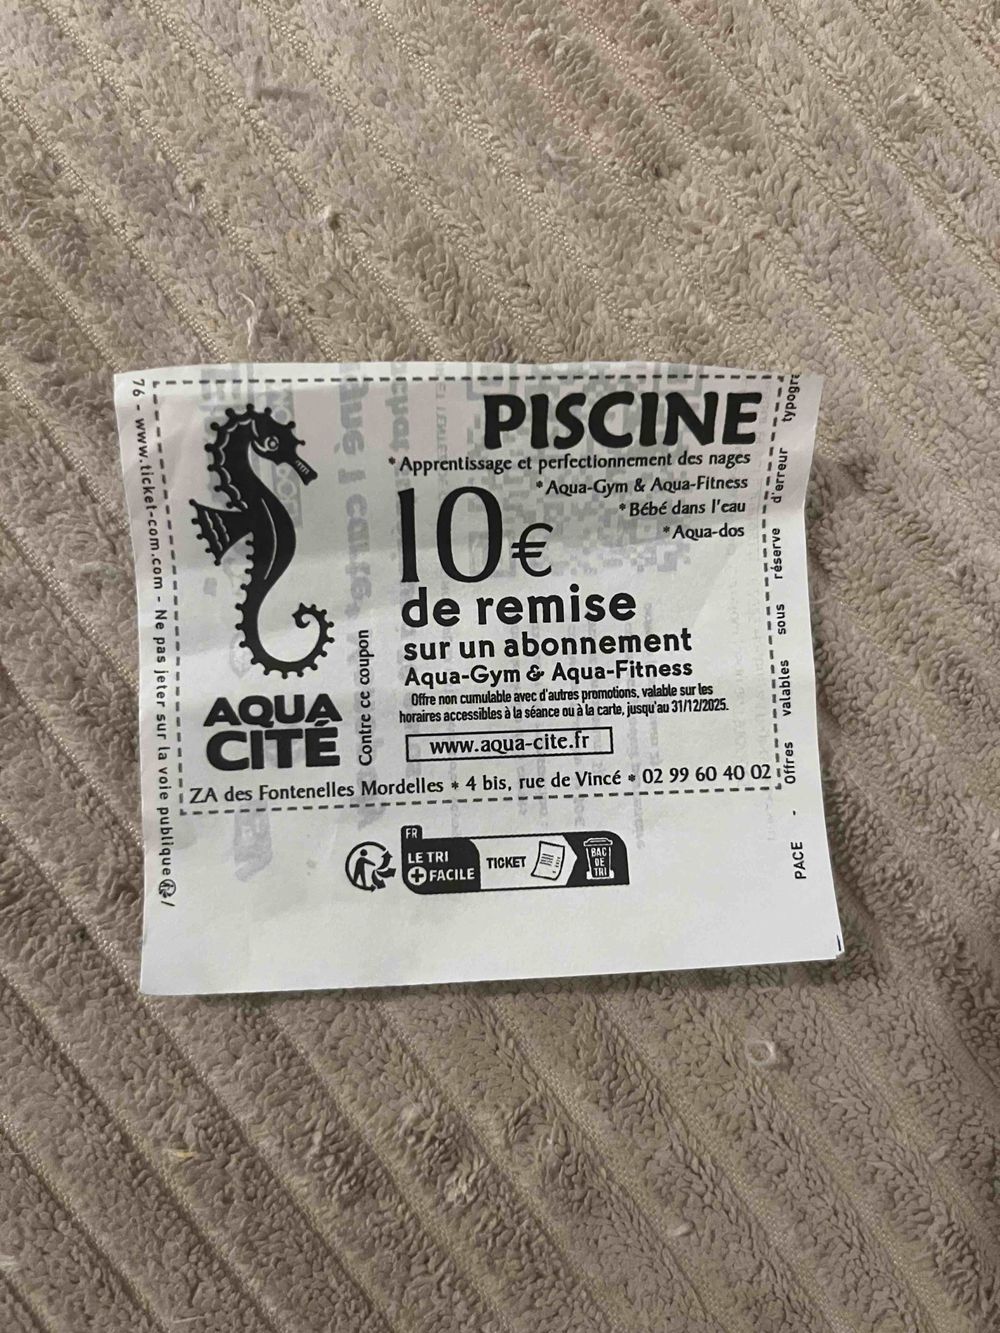 PISCINE
* Apprentissage et perfectionnement des nages
* Aqua-Gym & Aqua-Fitness
* Bébé dans l'eau
* Aqua-dos
10€
de remise
sur un abonnement
Aqua-Gym & Aqua-Fitness
Offre non cumulable avec d'autres promotions, valable sur les
horaires accessibles à la séance ou à la carte, jusqu'au 31/12/2025.
www.aqua-cite.fr
Contre ce coupon
AQUA
CITÉ
ZA des Fontenelles Mordelles * 4 bis, rue de Vincé * 02 99 60 40 02
FR
LE TRI
+ FACILE
TICKET
BAC
DE
TRI
76 - www.ticket-com.com - Ne pas jeter sur la voie publique
PACE - Offres valables sous réserve d'erreur typogra